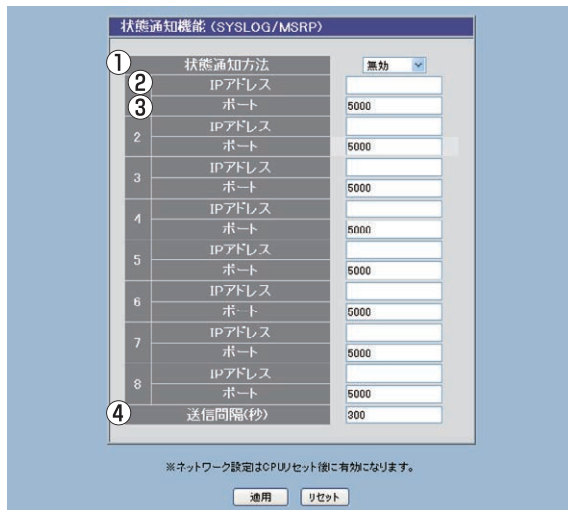 状態通知機能 (SYSLOG/MSRP)
① 状態通知方法 無効
② IPアドレス
③ ポート 5000
2 IPアドレス
ポート 5000
3 IPアドレス
ポート 5000
4 IPアドレス
ポート 5000
5 IPアドレス
ポート 5000
6 IPアドレス
ポート 5000
7 IPアドレス
ポート 5000
8 IPアドレス
ポート 5000
④ 送信間隔(秒) 300
※ネットワーク設定はCPUリセット後に有効になります。
適用 リセット